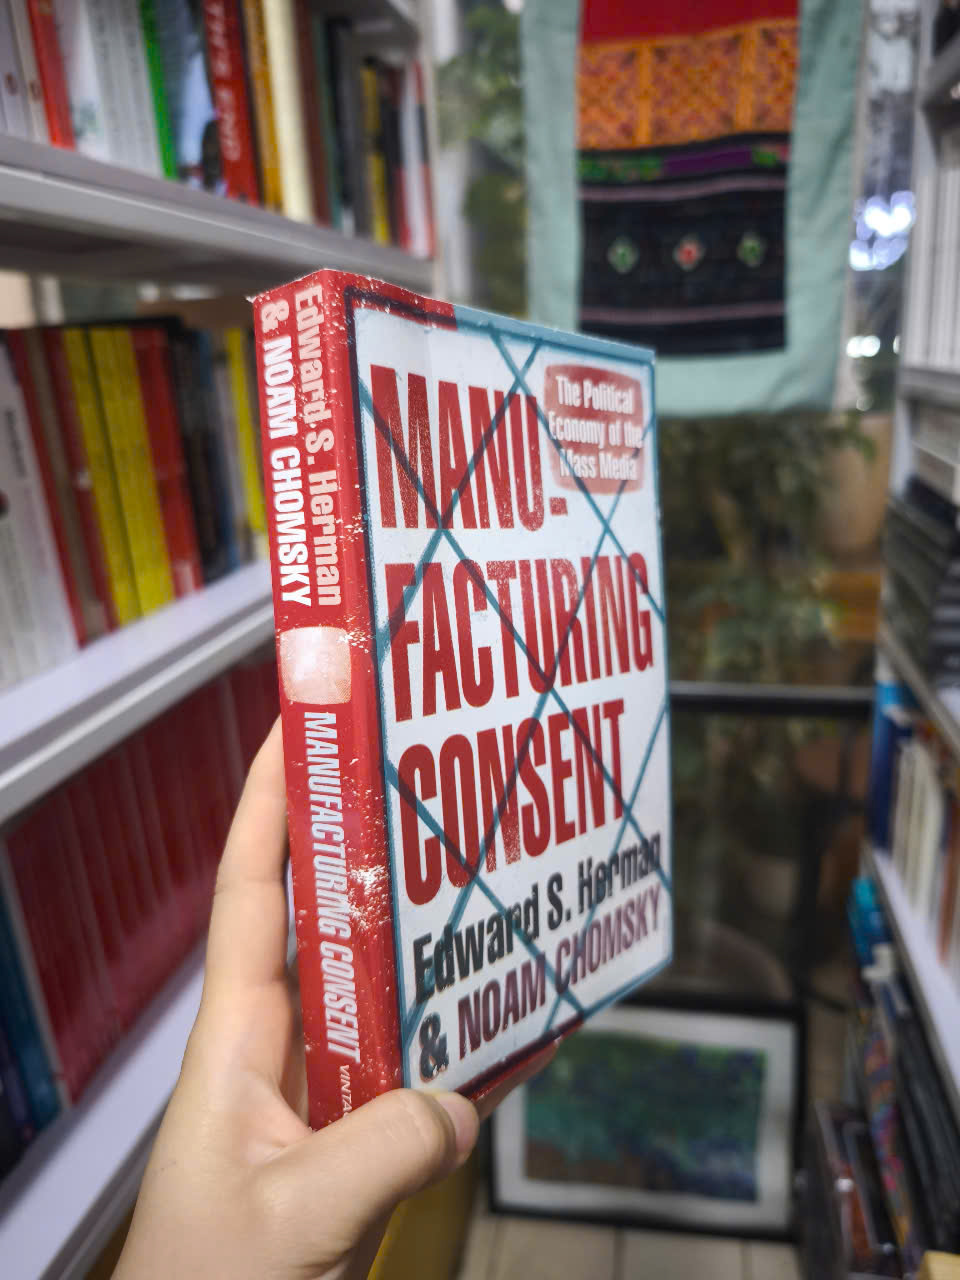 Edward S. Herman
& NOAM CHOMSKY
MANUFACTURING CONSENT
MANU-
FACTURING
CONSENT
The Political
Economy of the
Mass Media
Edward S. Herman
& NOAM CHOMSKY